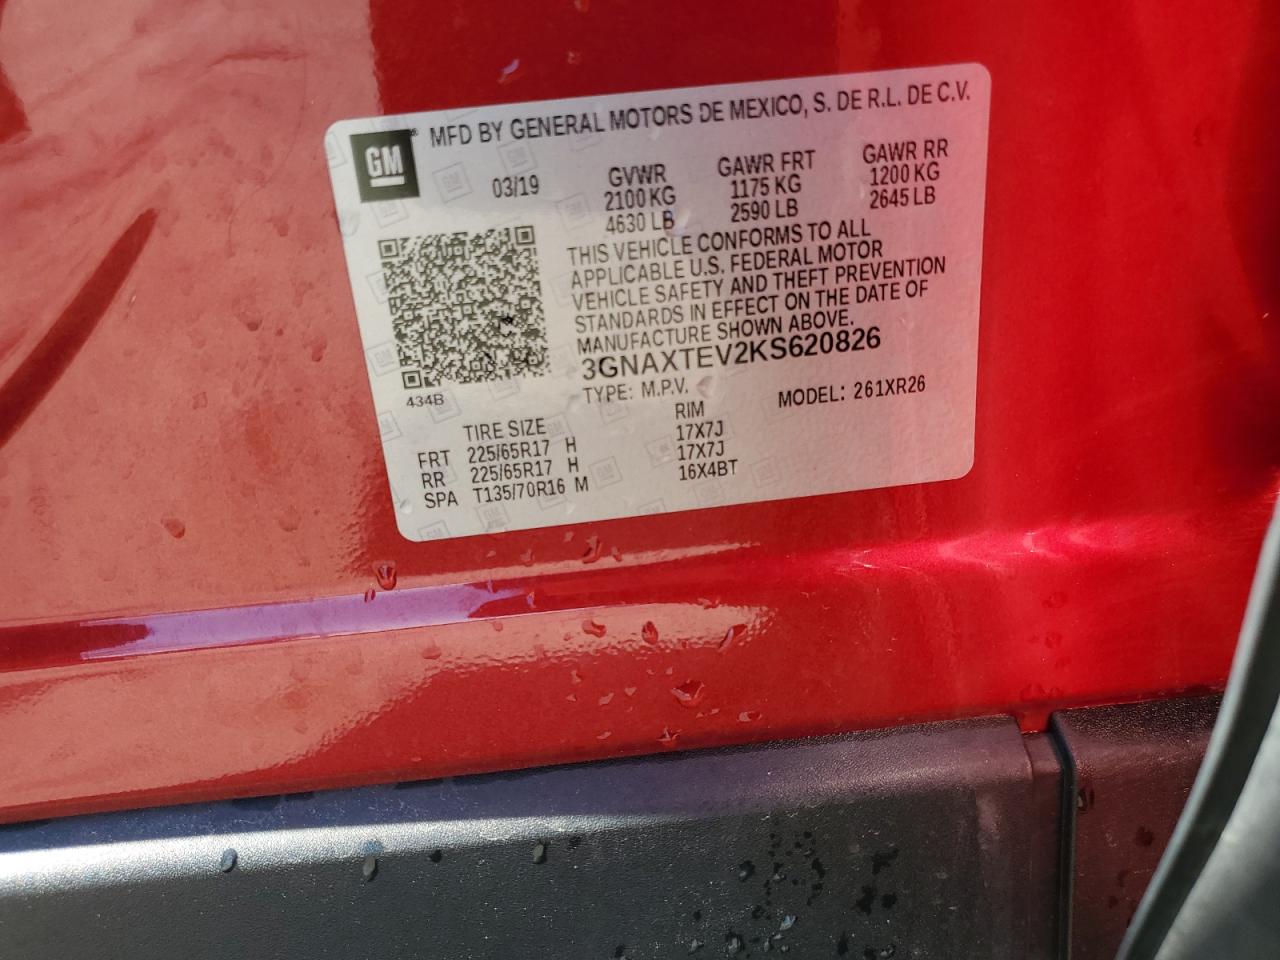 GM® MFD BY GENERAL MOTORS DE MEXICO, S. DE R.L. DE C.V.
03/19
GVWR GAWR FRT GAWR RR
2100 KG 1175 KG 1200 KG
4630 LB 2590 LB 2645 LB
THIS VEHICLE CONFORMS TO ALL
APPLICABLE U.S. FEDERAL MOTOR
VEHICLE SAFETY AND THEFT PREVENTION
STANDARDS IN EFFECT ON THE DATE OF
MANUFACTURE SHOWN ABOVE.
3GNAXTEV2KS620826
434B
TYPE: M.P.V. MODEL: 261XR26
TIRE SIZE RIM
FRT 225/65R17 H 17X7J
RR 225/65R17 H 17X7J
SPA T135/70R16 M 16X4BT